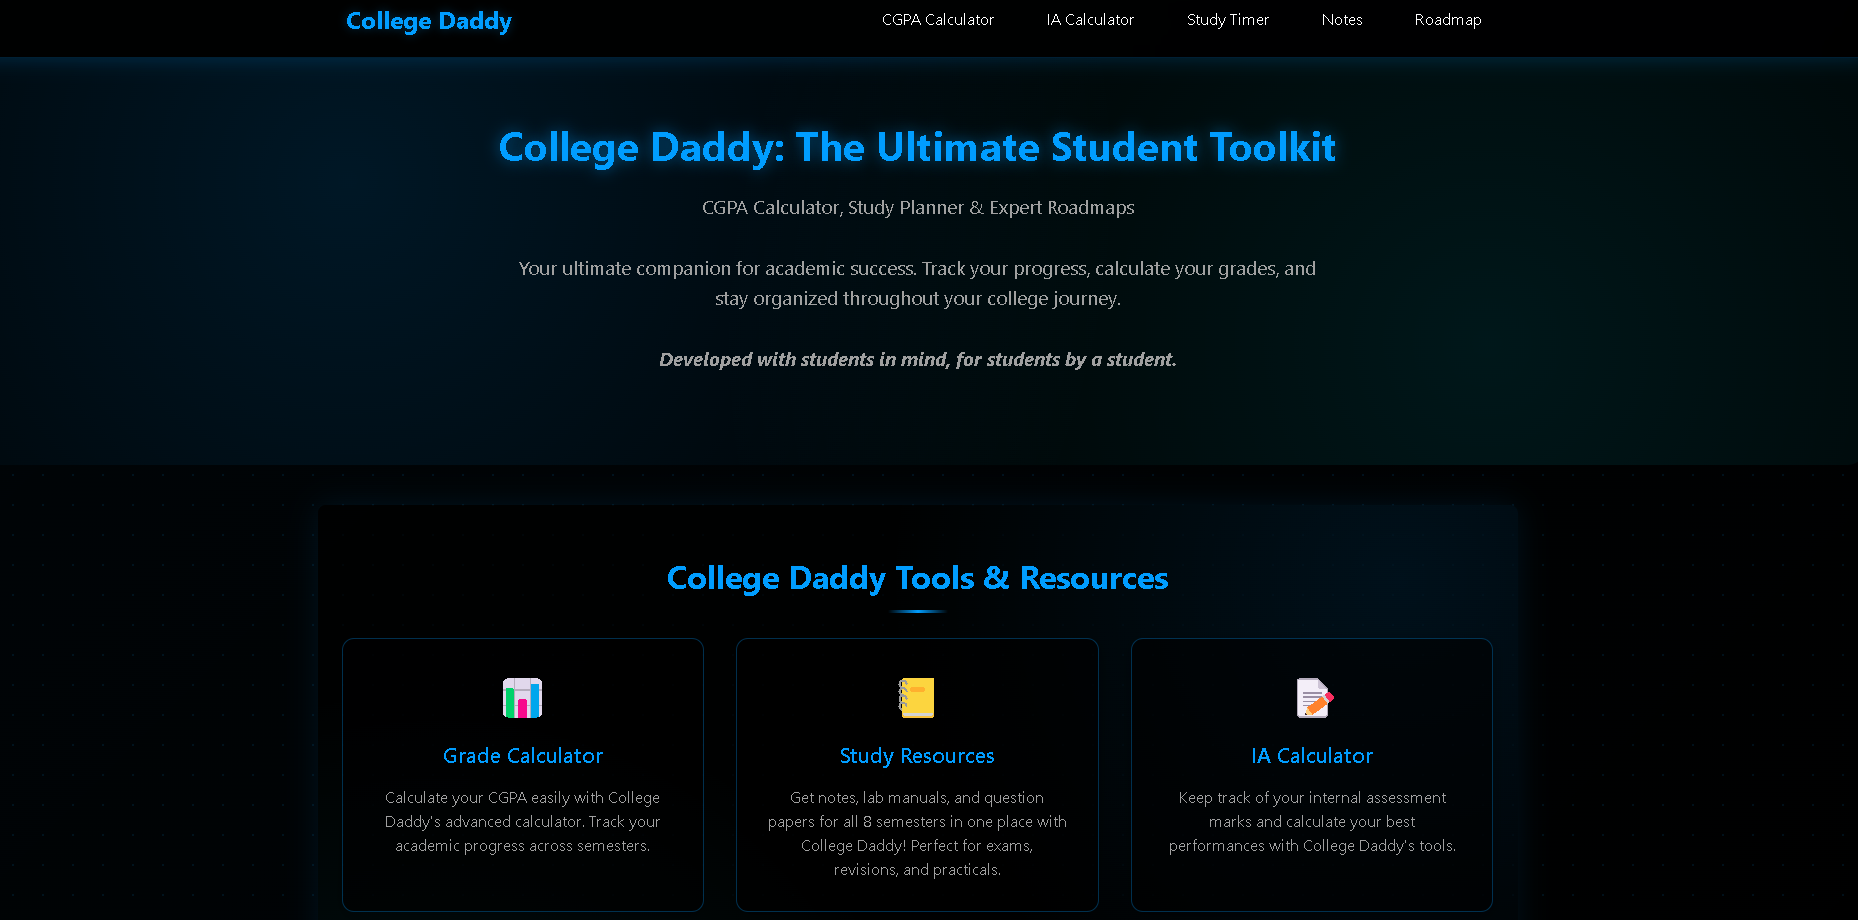 College Daddy
CGPA Calculator
IA Calculator
Study Timer
Notes
Roadmap
College Daddy: The Ultimate Student Toolkit
CGPA Calculator, Study Planner & Expert Roadmaps
Your ultimate companion for academic success. Track your progress, calculate your grades, and
stay organized throughout your college journey.
Developed with students in mind, for students by a student.
College Daddy Tools & Resources
Grade Calculator
Calculate your CGPA easily with College
Daddy's advanced calculator. Track your
academic progress across semesters.
Study Resources
Get notes, lab manuals, and question
papers for all 8 semesters in one place with
College Daddy! Perfect for exams,
revisions, and practicals.
IA Calculator
Keep track of your internal assessment
marks and calculate your best
performances with College Daddy's tools.